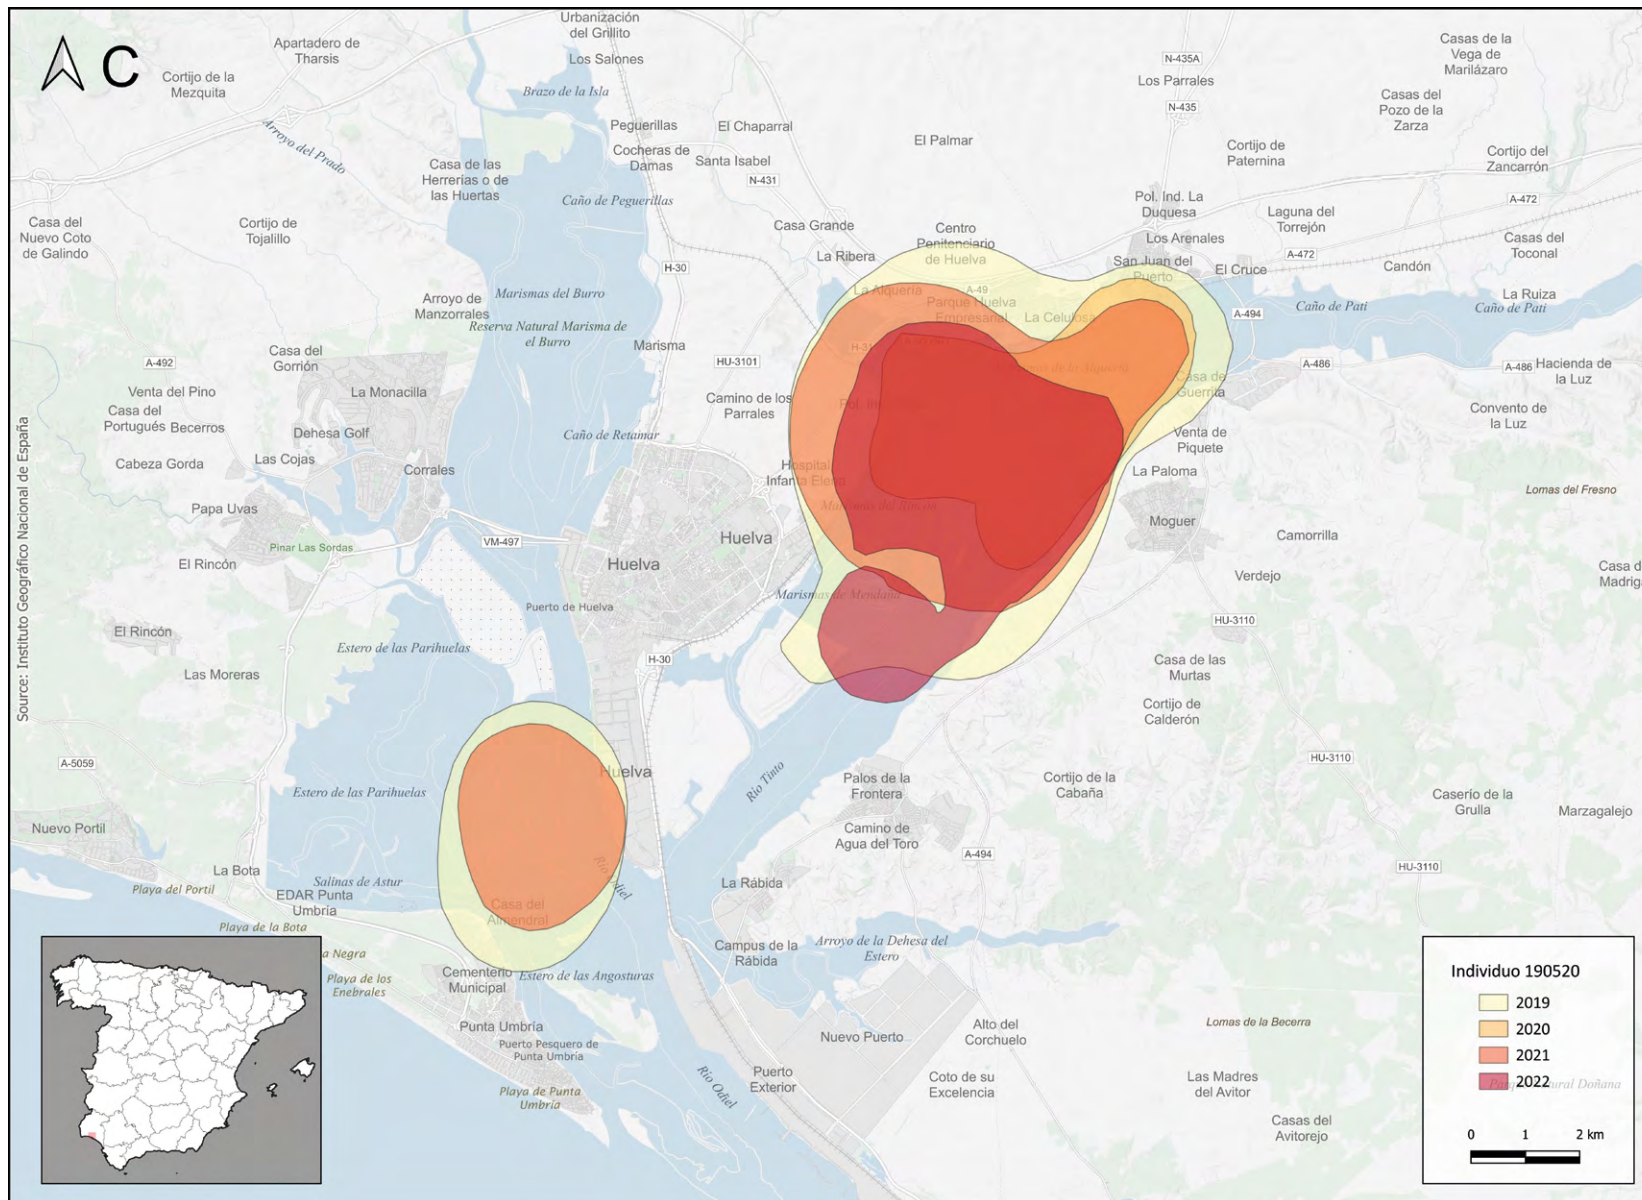 C
Urbanización
del Grillito
Los Salones
Apartadero de
Tharsis
Cortijo de la
Mezquita
Brazo de la Isla
N-435A
Los Parrales
N-435
Casas de la
Vega de
Marilázaro
Casas del
Pozo de la
Zarza
Arroyo del Prado
Peguerillas
El Chaparral
Cocheras de
Damas
Santa Isabel
N-431
El Palmar
Cortijo de
Paternina
Cortijo del
Zancarrón
Casa de las
Herrerías o de
las Huertas
Caño de Peguerillas
Pol. Ind. La
Duquesa
A-472
Casa del
Nuevo Coto
de Galindo
Cortijo de
Tojalillo
Casa Grande
Centro
Penitenciario
de Huelva
Laguna del
Torrejón
Los Arenales
Casas del
Toconal
La Ribera
H-30
San Juan del
Puerto
El Cruce
A-472
Candón
Marismas del Burro
Arroyo de
Manzorrales
La Alquería
A-49
Parque Huelva
Empresarial
La Celulosa
La Ruiza
Caño de Pati
Caño de Pati
A-494
Reserva Natural Marisma de
el Burro
Marisma
Casa del
Gorrión
A-492
HU-3101
A-486
A-486
Hacienda de
la Luz
Venta del Pino
La Monacilla
Camino de los
Parrales
Casa de
Guerrita
Casa del
Portugués
Becerros
Convento de
la Luz
Dehesa Golf
Caño de Retamar
Venta de
Piquete
Cabeza Gorda
Las Cojas
Corrales
Hospital
Infanta Elena
La Paloma
Lomas del Fresno
Papa Uvas
Marismas del Rincón
Moguer
Camorrilla
Pinar Las Sordas
VM-497
Huelva
Huelva
El Rincón
Verdejo
Casa d
Madrig
Puerto de Huelva
Marismas de Mendaña
El Rincón
HU-3110
Estero de las Parihuelas
H-30
Las Moreras
Casa de las
Murtas
Cortijo de
Calderón
A-5059
Huelva
Río Tinto
Palos de la
Frontera
Cortijo de la
Cabaña
HU-3110
Estero de las Parihuelas
Caserío de la
Grulla
Marzagalejo
Nuevo Portil
Camino de
Agua del Toro
A-494
HU-3110
La Bota
Río Odiel
La Rábida
Playa del Portil
Salinas de Astur
EDAR Punta
Umbría
Casa del
Almendral
Playa de la Bota
a Negra
Campus de la
Rábida
Arroyo de la Dehesa del
Estero
Playa de los
Enebrales
Cementerio
Municipal
Estero de las Angosturas
Punta Umbría
Nuevo Puerto
Alto del
Corchuelo
Lomas de la Becerra
Puerto Pesquero de
Punta Umbría
Playa de Punta
Umbría
Río Odiel
Puerto
Exterior
Coto de su
Excelencia
Las Madres
del Avitor
Casas del
Avitorejo
Source: Instituto Geográfico Nacional de España
Individuo 190520
2019
2020
2021
2022
0 1 2 km